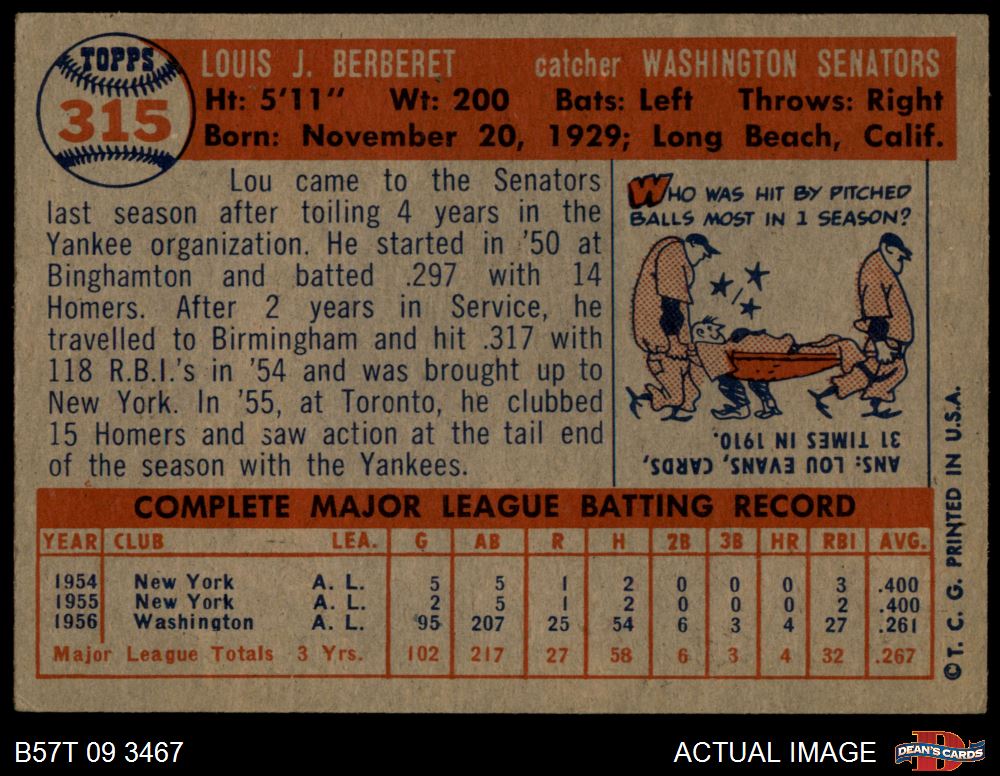 TOPPS
315
LOUIS J. BERBERET catcher WASHINGTON SENATORS
Ht: 5'11" Wt: 200 Bats: Left Throws: Right
Born: November 20, 1929; Long Beach, Calif.
Lou came to the Senators
last season after toiling 4 years in the
Yankee organization. He started in '50 at
Binghamton and batted .297 with 14
Homers. After 2 years in Service, he
travelled to Birmingham and hit .317 with
118 R.B.I.'s in '54 and was brought up to
New York. In '55, at Toronto, he clubbed
15 Homers and saw action at the tail end
of the season with the Yankees.
WHO WAS HIT BY PITCHED
BALLS MOST IN 1 SEASON?
ANS: LOU EVANS, CARDS,
31 TIMES IN 1910.
COMPLETE MAJOR LEAGUE BATTING RECORD
YEAR CLUB LEA. G AB R H 2B 3B HR RBI AVG.
1954 New York A. L. 5 5 1 2 0 0 0 3 .400
1955 New York A. L. 2 5 1 2 0 0 0 2 .400
1956 Washington A. L. 95 207 25 54 6 3 4 27 .261
Major League Totals 3 Yrs. 102 217 27 58 6 3 4 32 .267
© T. C. G. PRINTED IN U.S.A.
B57T 09 3467 ACTUAL IMAGE D DEAN'S CARDS